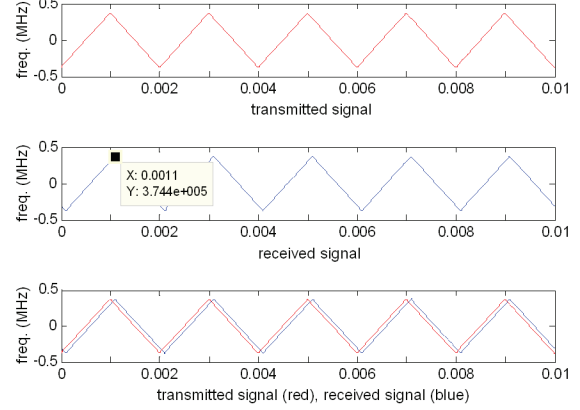 0.5
freq. (MHz)
0
-0.5
0 0.002 0.004 0.006 0.008 0.01
transmitted signal
0.5
freq. (MHz)
0
-0.5
X: 0.0011
Y: 3.744e+005
0 0.002 0.004 0.006 0.008 0.01
received signal
0.5
freq. (MHz)
0
-0.5
0 0.002 0.004 0.006 0.008 0.01
transmitted signal (red), received signal (blue)